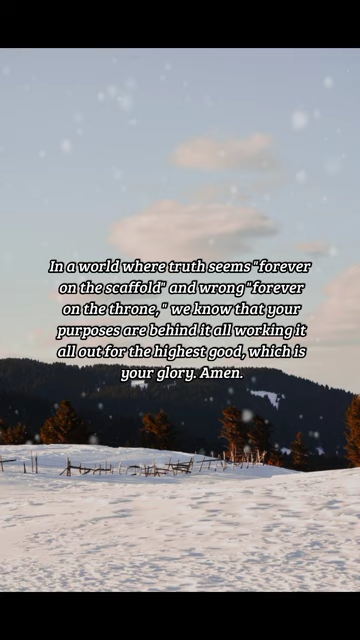 In a world where truth seems "forever
on the scaffold" and wrong "forever
on the throne," we know that your
purposes are behind it all working it
all out for the highest good, which is
your glory. Amen.